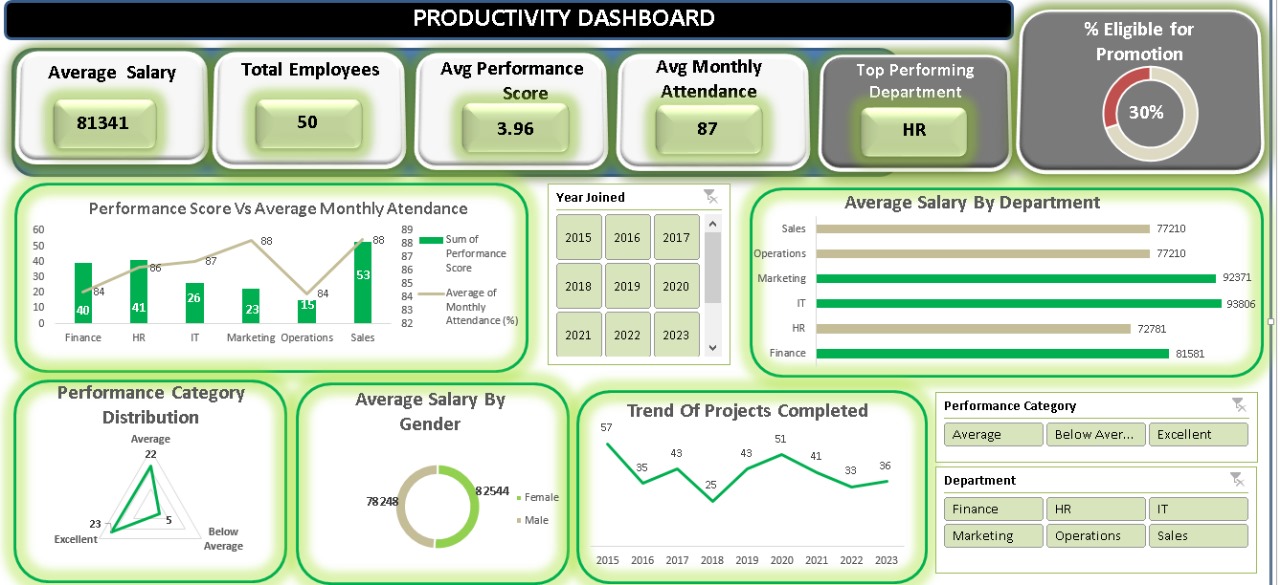 PRODUCTIVITY DASHBOARD
Average Salary
81341
Total Employees
50
Avg Performance
Score
3.96
Avg Monthly
Attendance
87
Top Performing
Department
HR
% Eligible for
Promotion
30%
Performance Score Vs Average Monthly Atendance
60
50
40
30
20
10
0
40
41
26
23
15
53
84
86
87
88
84
88
89
88
87
86
85
84
83
82
Finance
HR
IT
Marketing
Operations
Sales
Sum of
Performance
Score
Average of
Monthly
Attendance (%)
Year Joined
2015 2016 2017
2018 2019 2020
2021 2022 2023
Average Salary By Department
Sales 77210
Operations 77210
Marketing 92371
IT 93806
HR 72781
Finance 81581
Performance Category
Distribution
Average
22
23
Excellent
5
Below
Average
Average Salary By
Gender
78248
82544
Female
Male
Trend Of Projects Completed
57
35
43
25
43
51
41
33
36
2015 2016 2017 2018 2019 2020 2021 2022 2023
Performance Category
Average Below Aver... Excellent
Department
Finance HR IT
Marketing Operations Sales